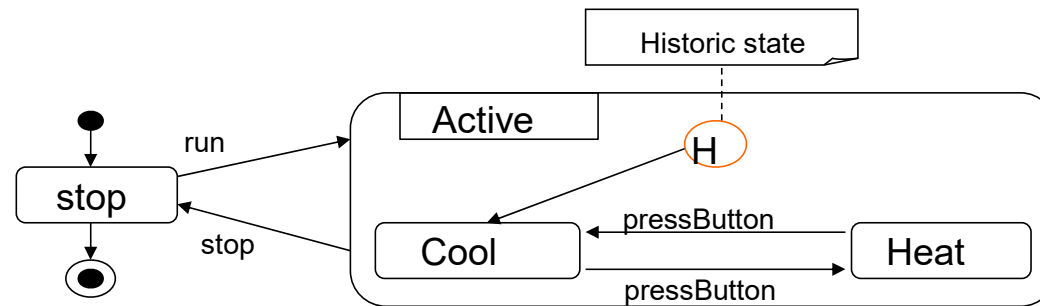 Historic state
Active
run
H
stop
stop
pressButton
Cool
Heat
pressButton